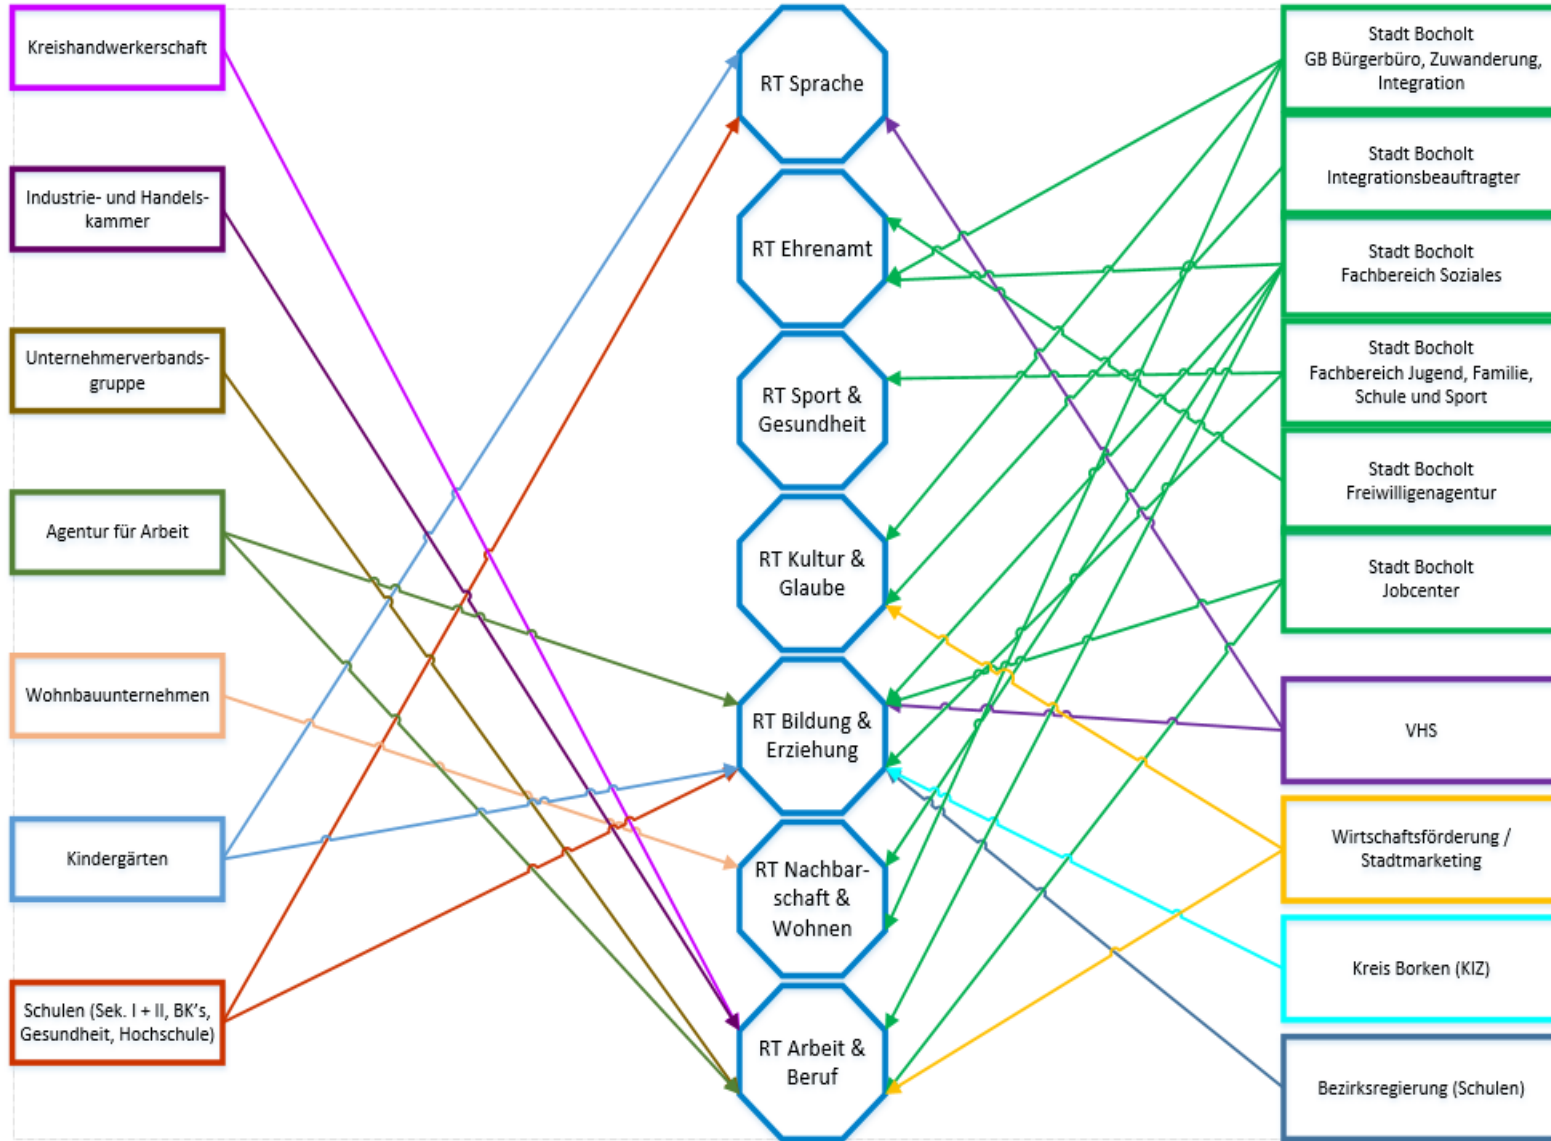 Kreishandwerkerschaft
Industrie- und Handels-
kammer
Unternehmerverbands-
gruppe
Agentur für Arbeit
Wohnbauunternehmen
Kindergärten
Schulen (Sek. I + II, BK's,
Gesundheit, Hochschule)
RT Sprache
RT Ehrenamt
RT Sport &
Gesundheit
RT Kultur &
Glaube
RT Bildung &
Erziehung
RT Nachbar-
schaft &
Wohnen
RT Arbeit &
Beruf
Stadt Bocholt
GB Bürgerbüro, Zuwanderung,
Integration
Stadt Bocholt
Integrationsbeauftragter
Stadt Bocholt
Fachbereich Soziales
Stadt Bocholt
Fachbereich Jugend, Familie,
Schule und Sport
Stadt Bocholt
Freiwilligenagentur
Stadt Bocholt
Jobcenter
VHS
Wirtschaftsförderung /
Stadtmarketing
Kreis Borken (KIZ)
Bezirksregierung (Schulen)